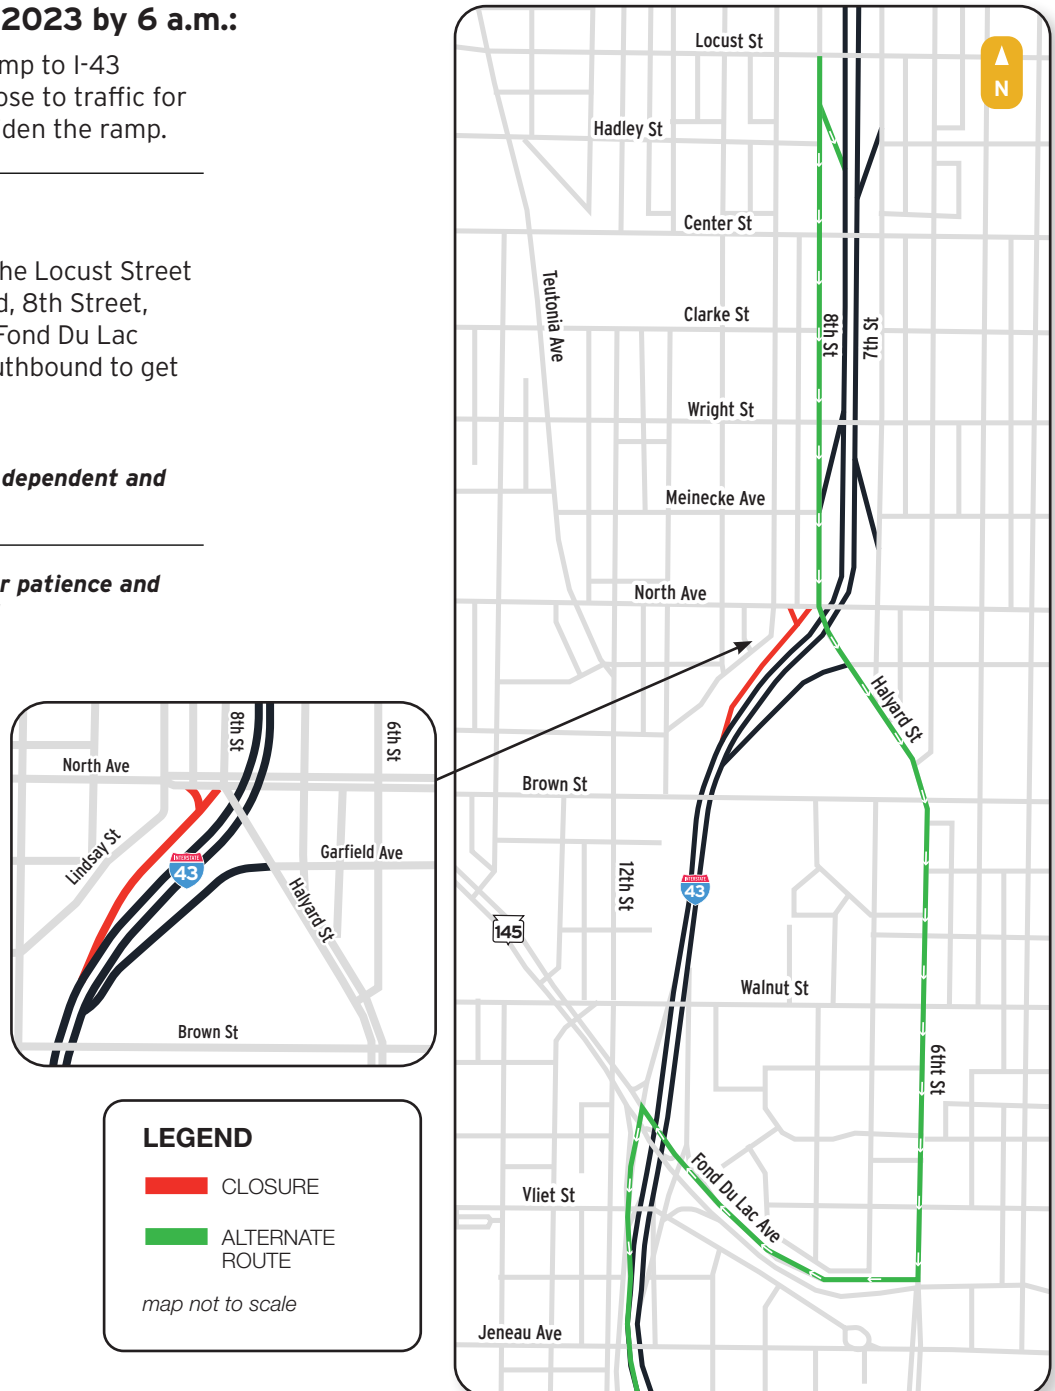 2023 by 6 a.m.:
mp to I-43
ose to traffic for
den the ramp.
he Locust Street
d, 8th Street,
Fond Du Lac
uthbound to get
dependent and
r patience and
Locust St
N
Hadley St
Center St
Teutonia Ave
Clarke St
8th St
7th St
Wright St
Meinecke Ave
North Ave
Halyard St
Brown St
12th St
INTERSTATE
43
145
Walnut St
6tht St
Fond Du Lac Ave
Vliet St
Jeneau Ave
8th St
6th St
North Ave
Lindsay St
INTERSTATE
43
Garfield Ave
Halyard St
Brown St
LEGEND
CLOSURE
ALTERNATE
ROUTE
map not to scale